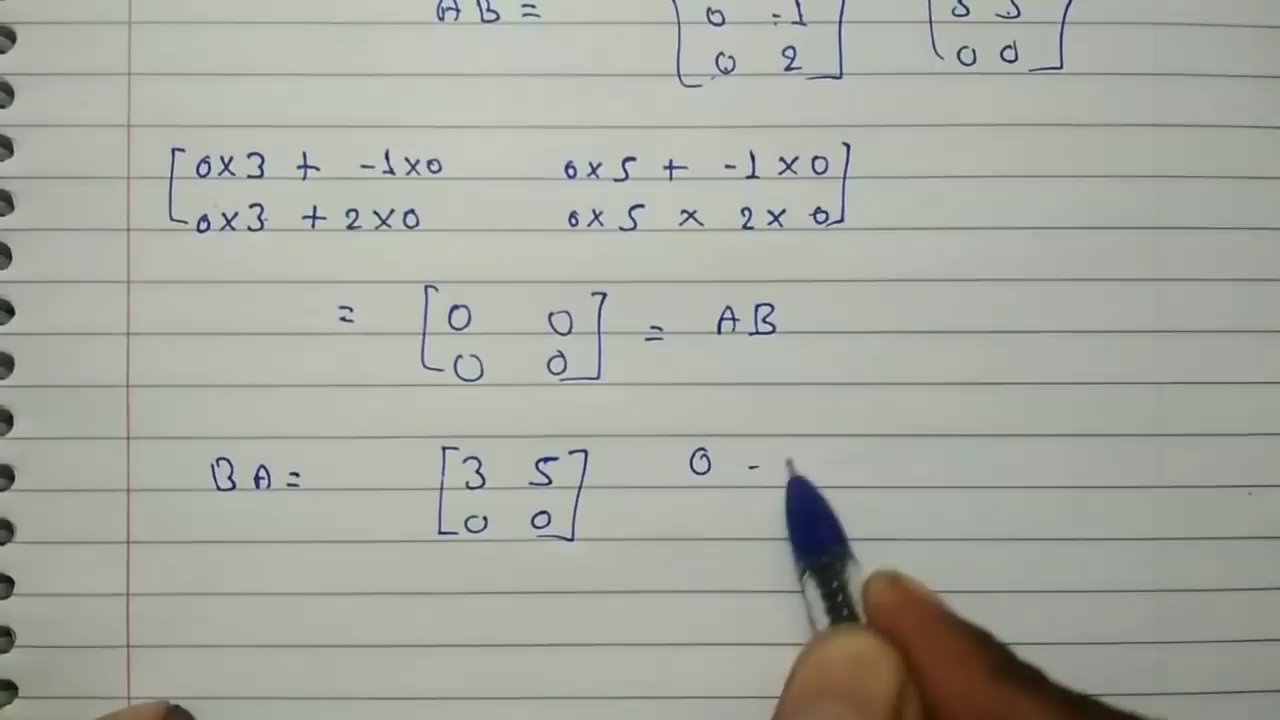 AB = 0 -1
0 2 0 0
0x3 + -1x0 0x5 + -1x0
0x3 + 2x0 0x5 x 2x0
= [0 0
0 0] = AB
BA = [3 5 0 -
0 0]